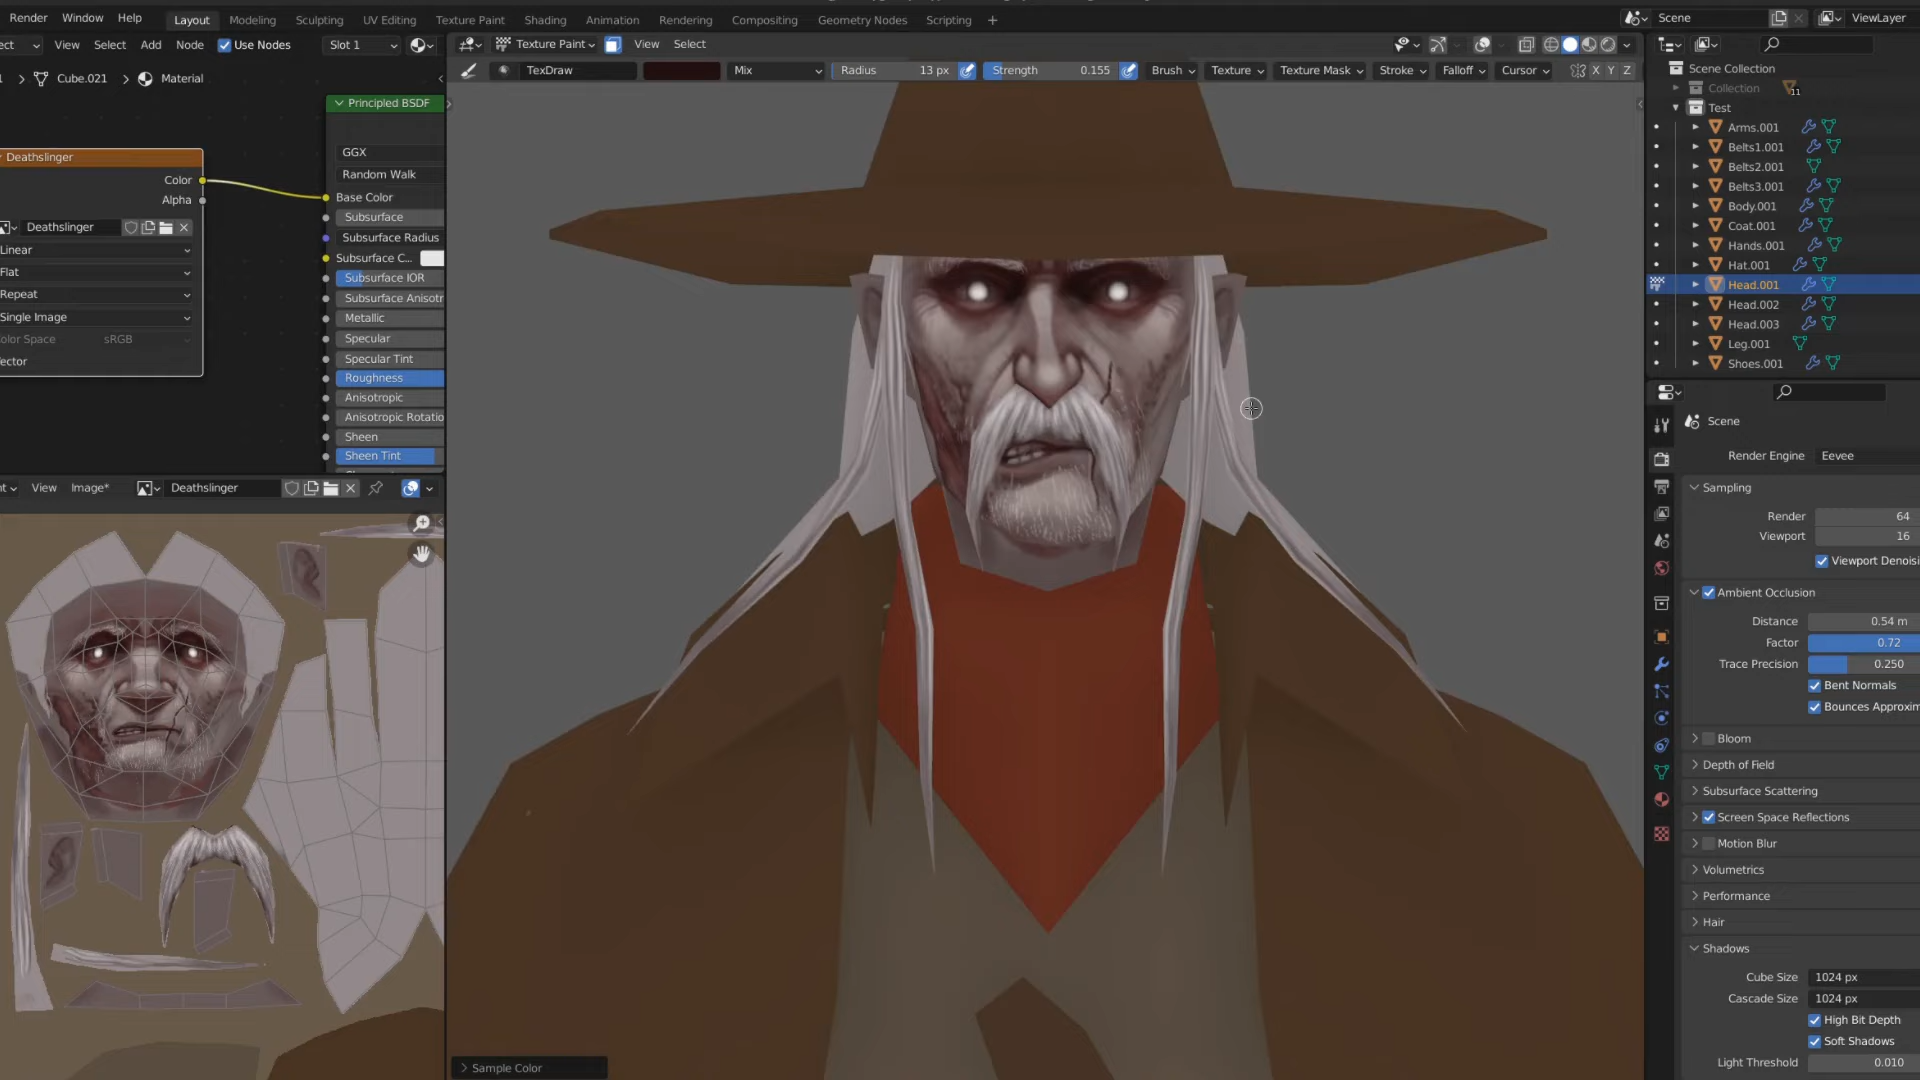 Render Window Help
Layout Modeling Sculpting UV Editing Texture Paint Shading Animation Rendering Compositing Geometry Nodes Scripting +
Scene
ViewLayer
ect View Select Add Node Use Nodes Slot 1
Texture Paint View Select
TexDraw Mix Radius 13 px Strength 0.155 Brush Texture Texture Mask Stroke Falloff Cursor X Y Z
Cube.021 > Material
Principled BSDF
GGX
Random Walk
Base Color
Subsurface
Subsurface Radius
Subsurface C...
Subsurface IOR
Subsurface Anisotr
Metallic
Specular
Specular Tint
Roughness
Anisotropic
Anisotropic Rotatio
Sheen
Sheen Tint
Deathslinger
Color
Alpha
Deathslinger
Linear
Flat
Repeat
Single Image
olor Space sRGB
ector
View Image* Deathslinger
Sample Color
Scene Collection
Collection 11
Test
Arms.001
Belts1.001
Belts2.001
Belts3.001
Body.001
Coat.001
Hands.001
Hat.001
Head.001
Head.002
Head.003
Leg.001
Shoes.001
Scene
Render Engine Eevee
Sampling
Render 64
Viewport 16
Viewport Denoisi
Ambient Occlusion
Distance 0.54 m
Factor 0.72
Trace Precision 0.250
Bent Normals
Bounces Approxim
Bloom
Depth of Field
Subsurface Scattering
Screen Space Reflections
Motion Blur
Volumetrics
Performance
Hair
Shadows
Cube Size 1024 px
Cascade Size 1024 px
High Bit Depth
Soft Shadows
Light Threshold 0.010